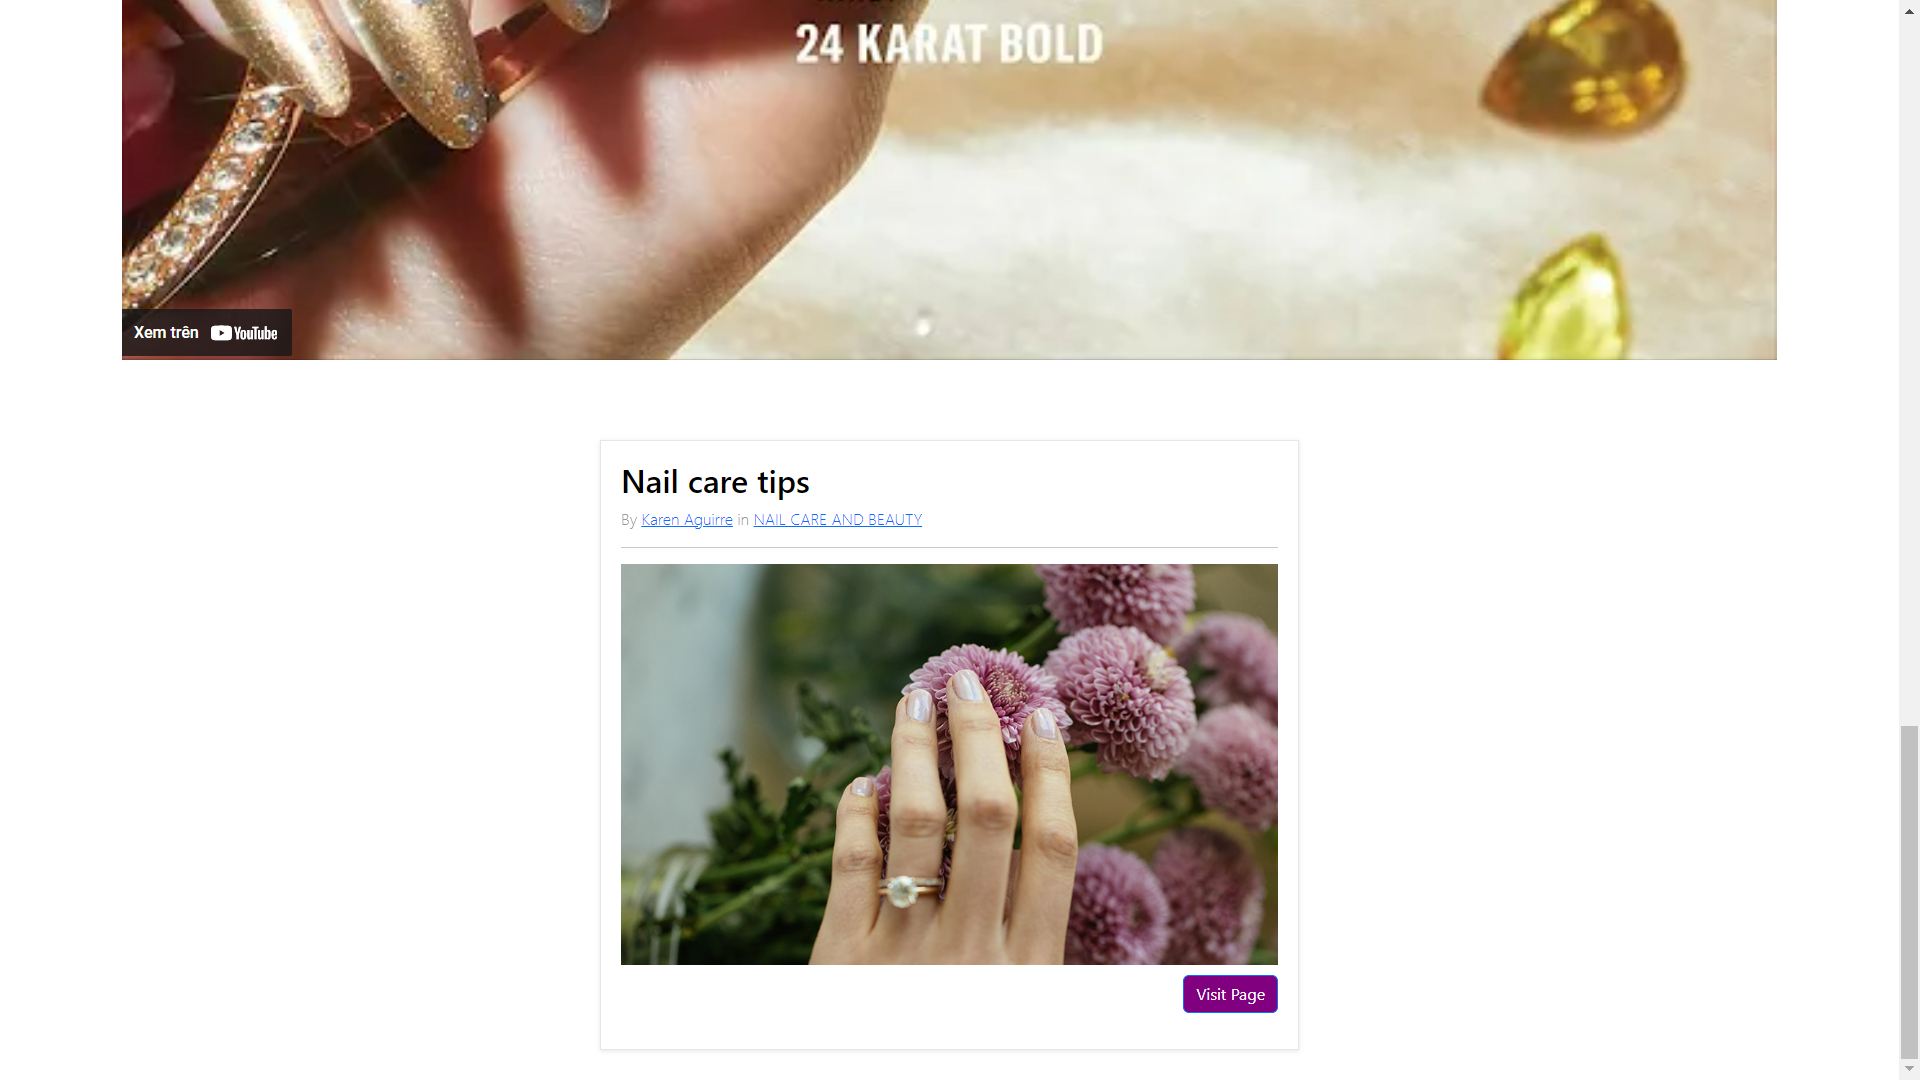 24 KARAT BOLD
Xem trên YouTube
Nail care tips
By Karen Aguirre in NAIL CARE AND BEAUTY
Visit Page